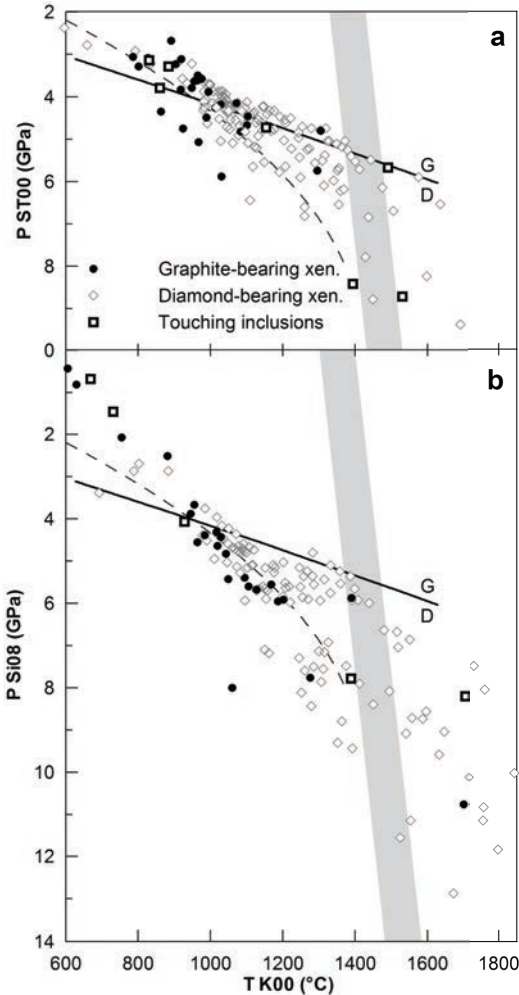 2
a
4
P ST00 (GPa)
6
G
D
8
Graphite-bearing xen.
Diamond-bearing xen.
Touching inclusions
0
b
2
4
P Si08 (GPa)
G
D
6
8
10
12
14
600 800 1000 1200 1400 1600 1800
T K00 (°C)